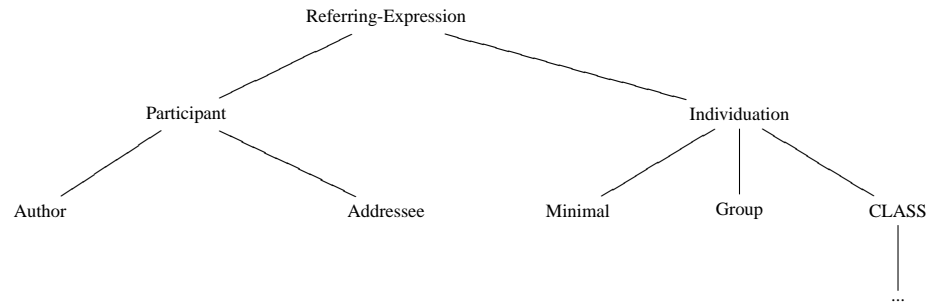 Referring-Expression
Participant Individuation
Author Addressee Minimal Group CLASS
...